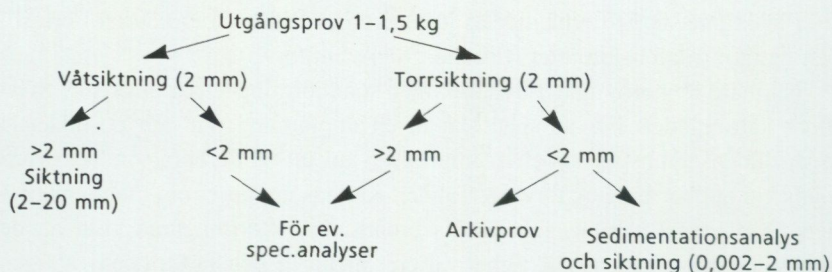 Utgångsprov 1–1,5 kg
Våtsiktning (2 mm)
Torrsiktning (2 mm)
>2 mm
Siktning
(2–20 mm)
<2 mm
>2 mm
<2 mm
För ev.
spec.analyser
Arkivprov
Sedimentationsanalys
och siktning (0,002–2 mm)